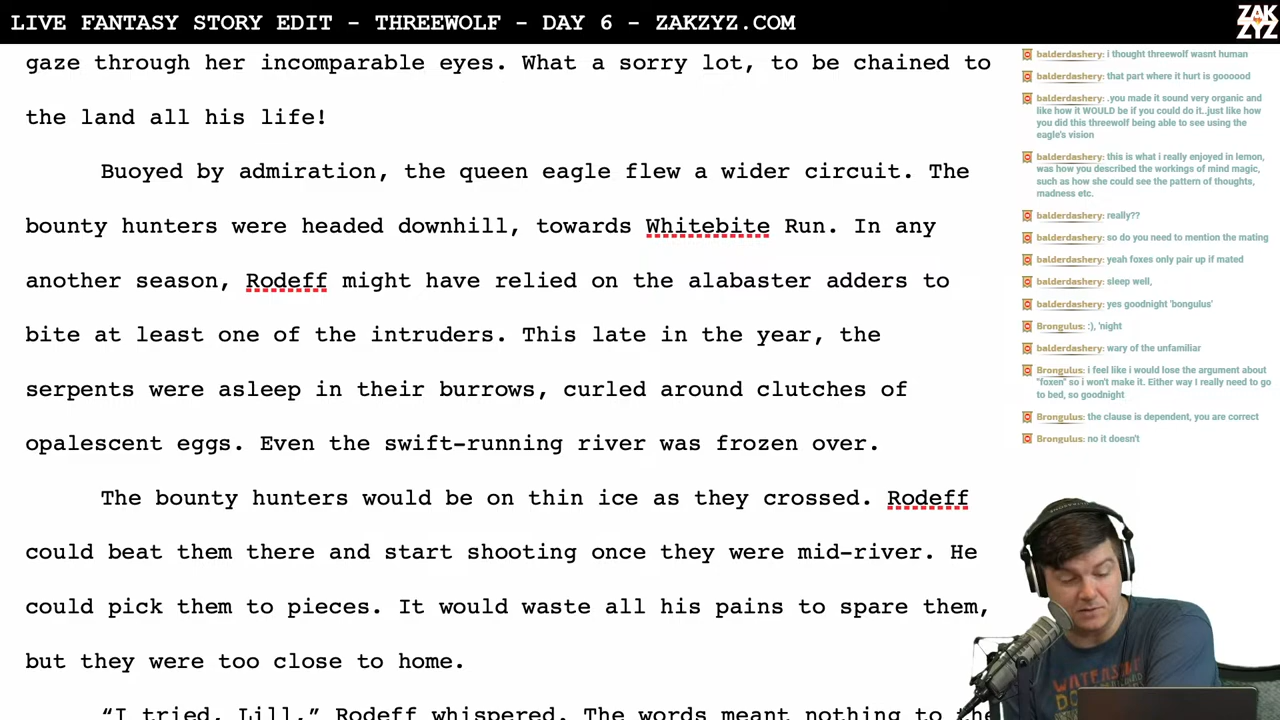 LIVE FANTASY STORY EDIT - THREEWOLF - DAY 6 - ZAKZYZ.COM
ZAK
ZYZ
gaze through her incomparable eyes. What a sorry lot, to be chained to
the land all his life!
Buoyed by admiration, the queen eagle flew a wider circuit. The
bounty hunters were headed downhill, towards Whitebite Run. In any
another season, Rodeff might have relied on the alabaster adders to
bite at least one of the intruders. This late in the year, the
serpents were asleep in their burrows, curled around clutches of
opalescent eggs. Even the swift-running river was frozen over.
The bounty hunters would be on thin ice as they crossed. Rodeff
could beat them there and start shooting once they were mid-river. He
could pick them to pieces. It would waste all his pains to spare them,
but they were too close to home.
“I tried, Lill,” Rodeff whispered. The words meant nothing to the
balderdashery: i thought threewolf wasnt human
balderdashery: that part where it hurt is goooood
balderdashery: .you made it sound very organic and
like how it WOULD be if you could do it..just like how
you did this threewolf being able to see using the
eagle's vision
balderdashery: this is what i really enjoyed in lemon,
was how you described the workings of mind magic,
such as how she could see the pattern of thoughts,
madness etc.
balderdashery: really??
balderdashery: so do you need to mention the mating
balderdashery: yeah foxes only pair up if mated
balderdashery: sleep well,
balderdashery: yes goodnight 'bongulus'
Brongulus: :), 'night
balderdashery: wary of the unfamiliar
Brongulus: i feel like i would lose the argument about
"foxen" so i won't make it. Either way I really need to go
to bed, so goodnight
Brongulus: the clause is dependent, you are correct
Brongulus: no it doesn't